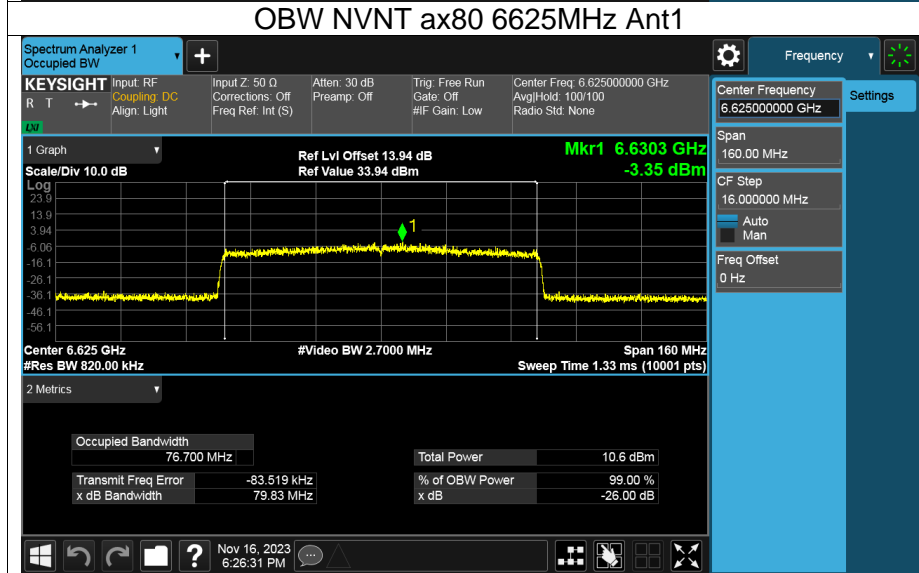 OBW NVNT ax80 6625MHz Ant1
Spectrum Analyzer 1
Occupied BW
+
Frequency
KEYSIGHT
R T
LXI
Input: RF
Coupling: DC
Align: Light
Input Z: 50 Ω
Corrections: Off
Freq Ref: Int (S)
Atten: 30 dB
Preamp: Off
Trig: Free Run
Gate: Off
#IF Gain: Low
Center Freq: 6.625000000 GHz
Avg|Hold: 100/100
Radio Std: None
Center Frequency
6.625000000 GHz
Settings
Span
160.00 MHz
CF Step
16.000000 MHz
Auto
Man
Freq Offset
0 Hz
1 Graph
Scale/Div 10.0 dB
Ref Lvl Offset 13.94 dB
Ref Value 33.94 dBm
Mkr1 6.6303 GHz
-3.35 dBm
Log
23.9
13.9
3.94
-6.06
-16.1
-26.1
-36.1
-46.1
-56.1
1
Center 6.625 GHz
#Res BW 820.00 kHz
#Video BW 2.7000 MHz
Span 160 MHz
Sweep Time 1.33 ms (10001 pts)
2 Metrics
Occupied Bandwidth
76.700 MHz
Transmit Freq Error -83.519 kHz
x dB Bandwidth 79.83 MHz
Total Power 10.6 dBm
% of OBW Power 99.00 %
x dB -26.00 dB
?
Nov 16, 2023
6:26:31 PM